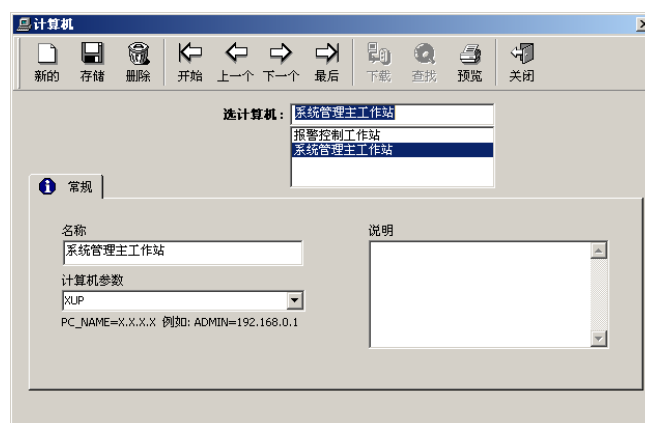 计算机
新的 存储 删除 开始 上一个 下一个 最后 下载 查找 预览 关闭
选计算机: 系统管理主工作站
报警控制工作站
系统管理主工作站
常规
名称 说明
系统管理主工作站
计算机参数
XUP
PC_NAME=X.X.X.X 例如: ADMIN=192.168.0.1